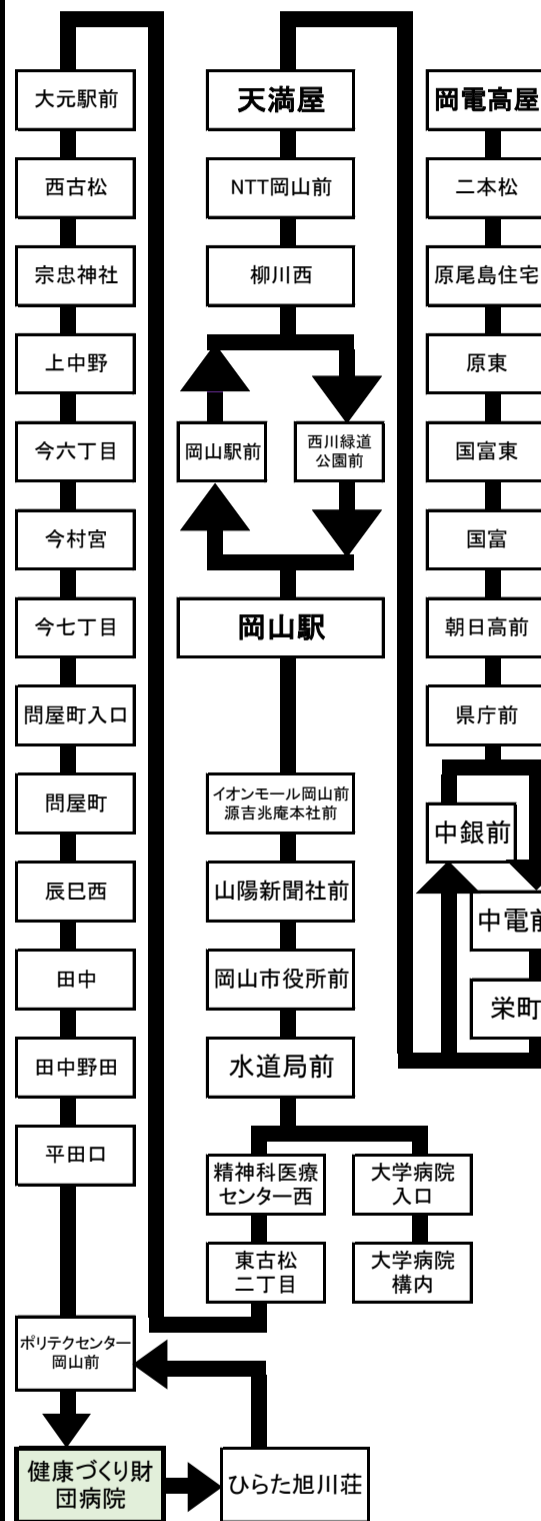 大元駅前
西古松
宗忠神社
上中野
今六丁目
今村宮
今七丁目
問屋町入口
問屋町
辰巳西
田中
田中野田
平田口
ポリテクセンター
岡山前
健康づくり財
団病院
ひらた旭川荘
天満屋
NTT岡山前
柳川西
岡山駅前
西川緑道
公園前
岡山駅
イオンモール岡山前
源吉兆庵本社前
山陽新聞社前
岡山市役所前
水道局前
精神科医療
センター西
大学病院
入口
東古松
二丁目
大学病院
構内
岡電高屋
二本松
原尾島住宅
原東
国富東
国富
朝日高前
県庁前
中銀前
中電前
栄町